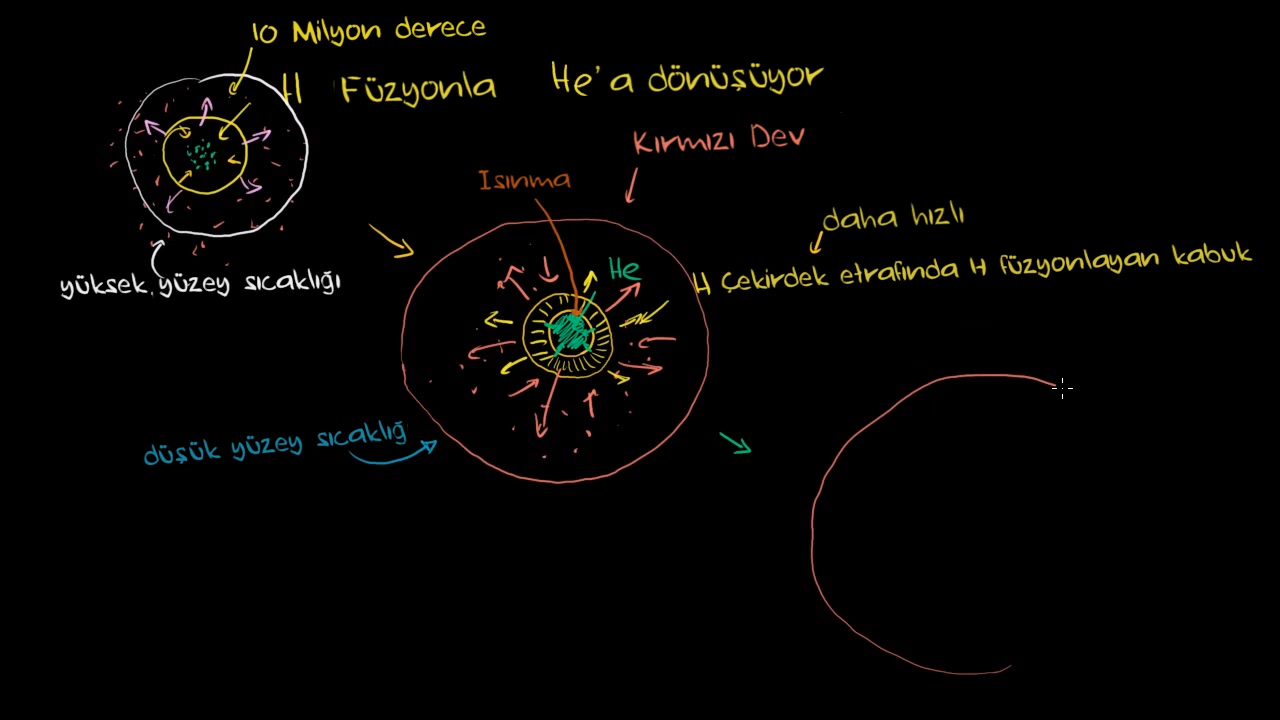 10 Milyon derece
H Füzyonla He'a dönüşüyor
Kırmızı Dev
Isınma
daha hızlı
He
H Çekirdek etrafında H füzyonlayan kabuk
yüksek yüzey sıcaklığı
düşük yüzey sıcaklığ